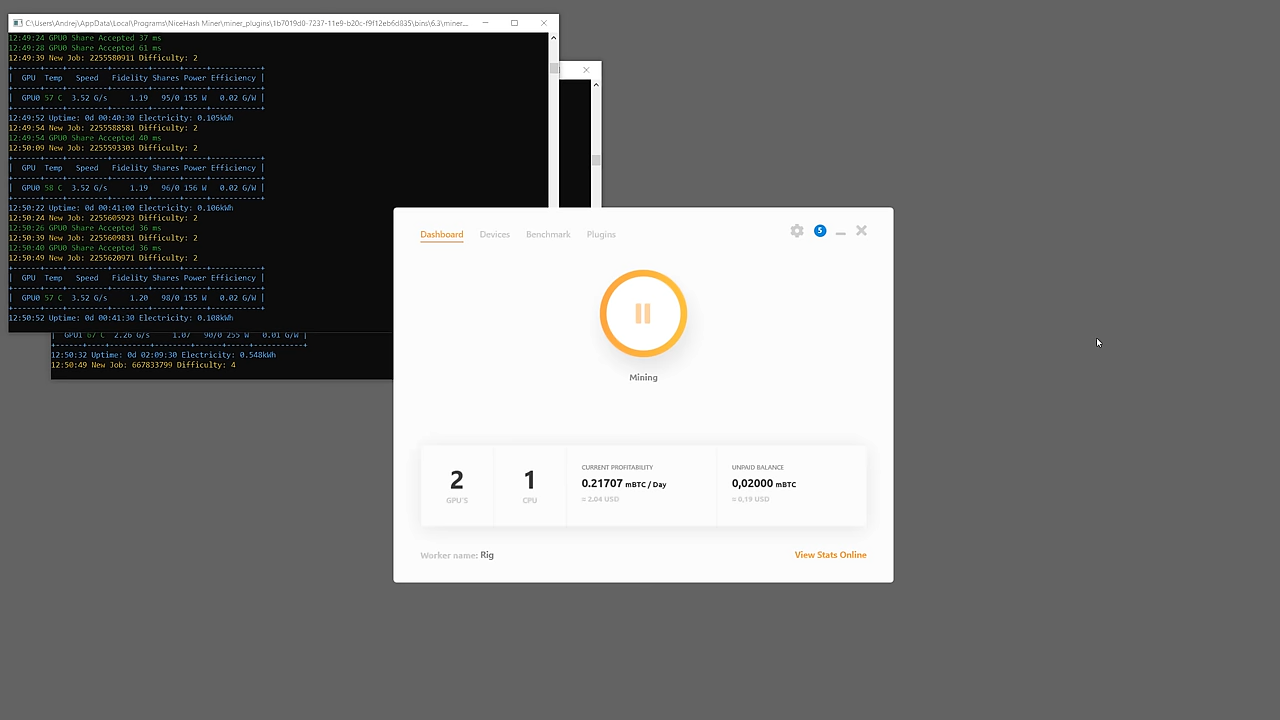 C:\Users\Andrej\AppData\Local\Programs\NiceHash Miner\miner_plugins\1b7019d0-7237-11e9-b20c-f9f12eb6d835\bins\6.3\miner...
12:49:24 GPU0 Share Accepted 37 ms
12:49:28 GPU0 Share Accepted 61 ms
12:49:39 New Job: 2255580911 Difficulty: 2
+------+----+---------+---------+------+-----+----------+
| GPU Temp Speed Fidelity Shares Power Efficiency |
+------+----+---------+---------+------+-----+----------+
| GPU0 57 C 3.52 G/s 1.19 95/0 155 W 0.02 G/W |
+------+----+---------+---------+------+-----+----------+
12:49:52 Uptime: 0d 00:40:30 Electricity: 0.105kWh
12:49:54 New Job: 2255588581 Difficulty: 2
12:49:54 GPU0 Share Accepted 40 ms
12:50:09 New Job: 2255593303 Difficulty: 2
+------+----+---------+---------+------+-----+----------+
| GPU Temp Speed Fidelity Shares Power Efficiency |
+------+----+---------+---------+------+-----+----------+
| GPU0 58 C 3.52 G/s 1.19 96/0 156 W 0.02 G/W |
+------+----+---------+---------+------+-----+----------+
12:50:22 Uptime: 0d 00:41:00 Electricity: 0.106kWh
12:50:24 New Job: 2255605923 Difficulty: 2
12:50:26 GPU0 Share Accepted 36 ms
12:50:39 New Job: 2255609831 Difficulty: 2
12:50:40 GPU0 Share Accepted 36 ms
12:50:49 New Job: 2255620971 Difficulty: 2
+------+----+---------+---------+------+-----+----------+
| GPU Temp Speed Fidelity Shares Power Efficiency |
+------+----+---------+---------+------+-----+----------+
| GPU0 57 C 3.52 G/s 1.20 98/0 155 W 0.02 G/W |
+------+----+---------+---------+------+-----+----------+
12:50:52 Uptime: 0d 00:41:30 Electricity: 0.108kWh
| GPU1 67 C 2.26 G/s 1.07 90/0 255 W 0.01 G/W |
12:50:32 Uptime: 0d 02:09:30 Electricity: 0.548kWh
12:50:49 New Job: 667833799 Difficulty: 4
Dashboard Devices Benchmark Plugins
5
Mining
2 GPU'S
1 CPU
CURRENT PROFITABILITY
0.21707 mBTC / Day
≈ 2.04 USD
UNPAID BALANCE
0,02000 mBTC
≈ 0,19 USD
Worker name: Rig
View Stats Online